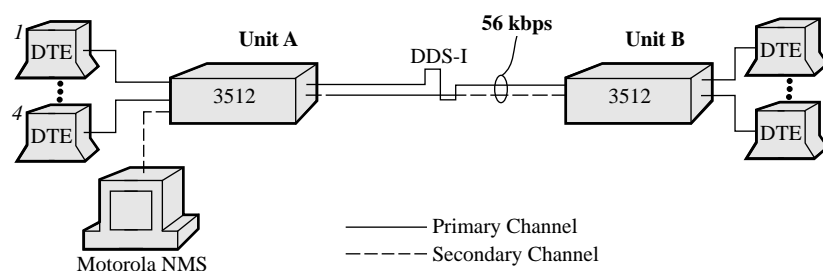 1
DTE
4
DTE
Unit A
3512
DDS-I
56 kbps
Unit B
3512
DTE
DTE
Motorola NMS
Primary Channel
Secondary Channel